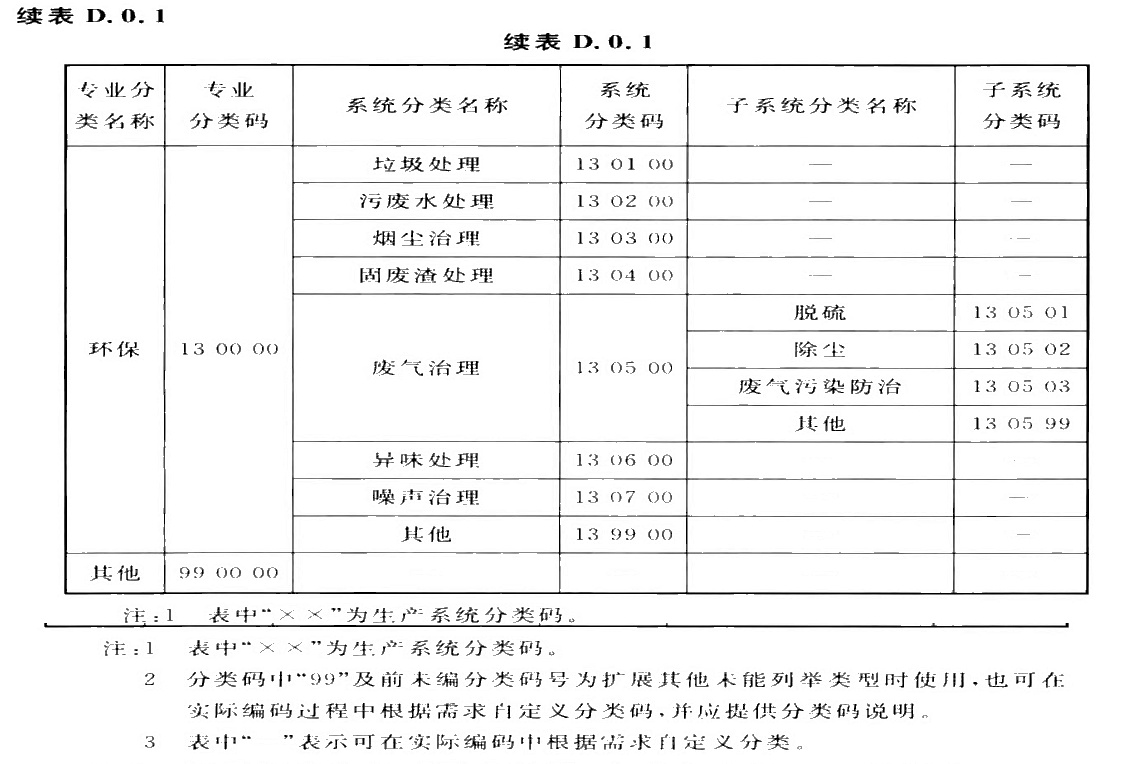 续表 D.0.1
续表 D.0.1
专业分类名称 专业分类码 系统分类名称 系统分类码 子系统分类名称 子系统分类码
环保 13 00 00 垃圾处理 13 01 00 — —
污废水处理 13 02 00 — —
烟尘治理 13 03 00 — —
固废渣处理 13 04 00 — —
废气治理 13 05 00 脱硫 13 05 01
除尘 13 05 02
废气污染防治 13 05 03
其他 13 05 99
异味处理 13 06 00
噪声治理 13 07 00 —
其他 13 99 00 —
其他 99 00 00
注:1 表中“××”为生产系统分类码。
注:1 表中“××”为生产系统分类码。
2 分类码中“99”及前未编分类码号为扩展其他未能列举类型时使用,也可在
实际编码过程中根据需求自定义分类码,并应提供分类码说明。
3 表中“—”表示可在实际编码中根据需求自定义分类。